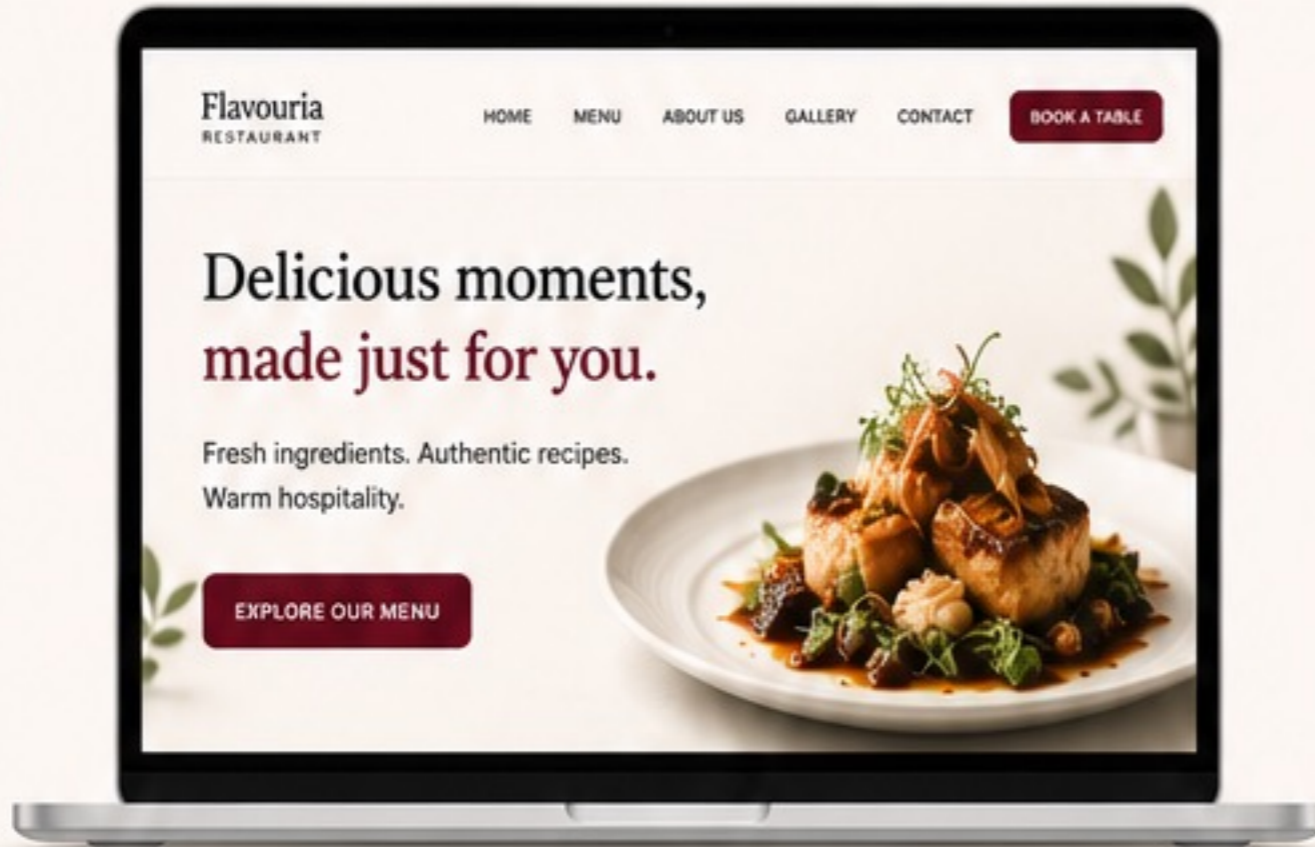 Flavouria
RESTAURANT
HOME
MENU
ABOUT US
GALLERY
CONTACT
BOOK A TABLE
Delicious moments,
made just for you.
Fresh ingredients. Authentic recipes.
Warm hospitality.
EXPLORE OUR MENU